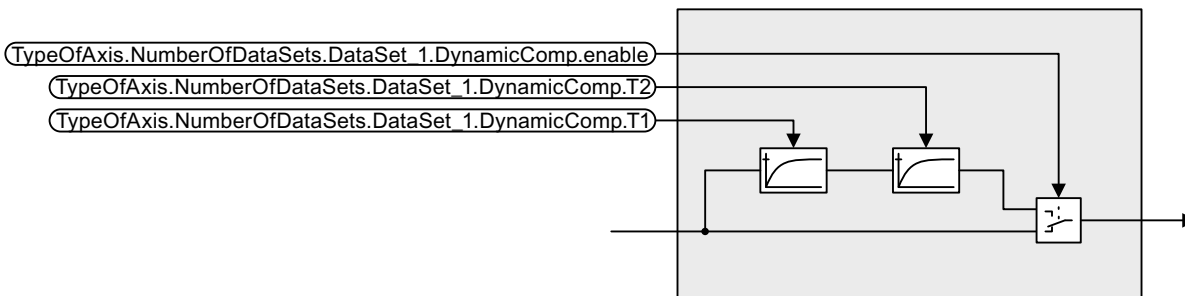 TypeOfAxis.NumberOfDataSets.DataSet_1.DynamicComp.enable
TypeOfAxis.NumberOfDataSets.DataSet_1.DynamicComp.T2
TypeOfAxis.NumberOfDataSets.DataSet_1.DynamicComp.T1